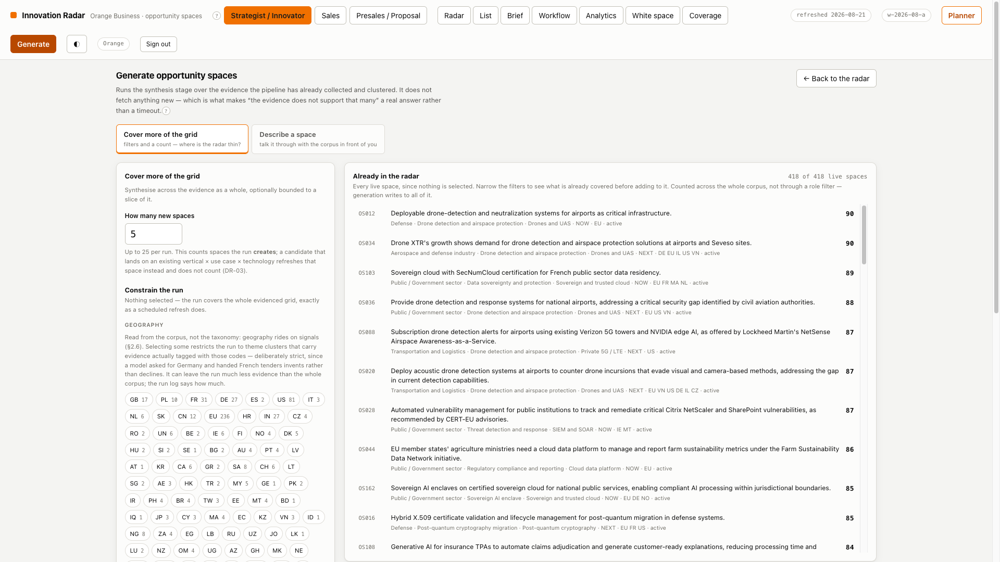 Innovation Radar Orange Business · opportunity spaces ? Strategist / Innovator Sales Presales / Proposal Radar List Brief Workflow Analytics White space Coverage refreshed 2026-08-21 w-2026-08-a Planner
Generate Orange Sign out
Generate opportunity spaces
← Back to the radar
Runs the synthesis stage over the evidence the pipeline has already collected and clustered. It does not
fetch anything new — which is what makes “the evidence does not support that many” a real answer rather
than a timeout. ?
Cover more of the grid
filters and a count — where is the radar thin?
Describe a space
talk it through with the corpus in front of you
Cover more of the grid
Synthesise across the evidence as a whole, optionally bounded to a
slice of it.
How many new spaces
5
Up to 25 per run. This counts spaces the run creates; a candidate that
lands on an existing vertical × use case × technology refreshes that
space instead and does not count (DR-03).
Constrain the run
Nothing selected — the run covers the whole evidenced grid, exactly
as a scheduled refresh does.
GEOGRAPHY
Read from the corpus, not the taxonomy: geography rides on signals
(§2.6). Selecting some restricts the run to theme clusters that carry
evidence actually tagged with those codes — deliberately strict, since
a model asked for Germany and handed French tenders invents rather
than declines. It can leave the run much less evidence than the whole
corpus; the run log says how much.
GB 17 PL 10 FR 31 DE 27 ES 2 US 81 IT 3
NL 6 SK CN 12 EU 236 HR IN 27 CZ 4
RO 2 UN 6 BE 2 IE 6 FI NO 4 DK 5
HU 2 SI 2 SE 1 BG 2 AU 4 PT 4 LV
AT 1 KR CA 6 GR 2 SA 8 CH 6 LT
SG 2 AE 3 HK TR 2 MY 5 GE 1 PK 2
IR PH 4 BR 4 TW 3 EE MT 4 BD 1
IQ 1 JP 3 CY 3 MA 4 EC KZ VN 3 ID 1
NG 8 ZA 4 EG LB RU UZ JO LK 1
LU 2 NZ OM 4 UG AZ GH MK NE
Already in the radar
418 of 418 live spaces
Every live space, since nothing is selected. Narrow the filters to see what is already covered before adding to it. Counted across the whole corpus, not through a role filter —
generation writes to all of it.
OS012 Deployable drone-detection and neutralization systems for airports as critical infrastructure. 90
Defense · Drone detection and airspace protection · Drones and UAS · NOW · EU · active
OS034 Drone XTR's growth shows demand for drone detection and airspace protection solutions at airports and Seveso sites. 90
Aerospace and defense industry · Drone detection and airspace protection · Drones and UAS · NEXT · DE EU IL US VN · active
OS103 Sovereign cloud with SecNumCloud certification for French public sector data residency. 89
Public / Government sector · Data sovereignty and protection · Sovereign and trusted cloud · NOW · EU FR MA NL · active
OS036 Provide drone detection and response systems for national airports, addressing a critical security gap identified by civil aviation authorities. 88
Public / Government sector · Drone detection and airspace protection · Drones and UAS · NEXT · EU US VN · active
OS088 Subscription drone detection alerts for airports using existing Verizon 5G towers and NVIDIA edge AI, as offered by Lockheed Martin's NetSense 87
Airspace Awareness-as-a-Service.
Transportation and Logistics · Drone detection and airspace protection · Private 5G / LTE · NEXT · US · active
OS020 Deploy acoustic drone detection systems at airports to counter drone incursions that evade visual and camera-based methods, addressing the gap 87
in current detection capabilities.
Transportation and Logistics · Drone detection and airspace protection · Drones and UAS · NEXT · EU VN US DE IL CZ · active
OS028 Automated vulnerability management for public institutions to track and remediate critical Citrix NetScaler and SharePoint vulnerabilities, as 87
recommended by CERT-EU advisories.
Public / Government sector · Threat detection and response · SIEM and SOAR · NOW · IE MT · active
OS044 EU member states' agriculture ministries need a cloud data platform to manage and report farm sustainability metrics under the Farm Sustainability 86
Data Network initiative.
Public / Government sector · Regulatory compliance and reporting · Cloud data platform · NOW · EU · active
OS162 Sovereign AI enclaves on certified sovereign cloud for national public services, enabling compliant AI processing within jurisdictional boundaries. 85
Public / Government sector · Sovereign AI enclave · Sovereign and trusted cloud · NOW · EU DE NO · active
OS016 Hybrid X.509 certificate validation and lifecycle management for post-quantum migration in defense systems. 85
Defense · Post-quantum cryptography migration · Post-quantum cryptography · NEXT · EU FR US · active
OS108 Generative AI for insurance TPAs to automate claims adjudication and generate customer-ready explanations, reducing processing time and 84